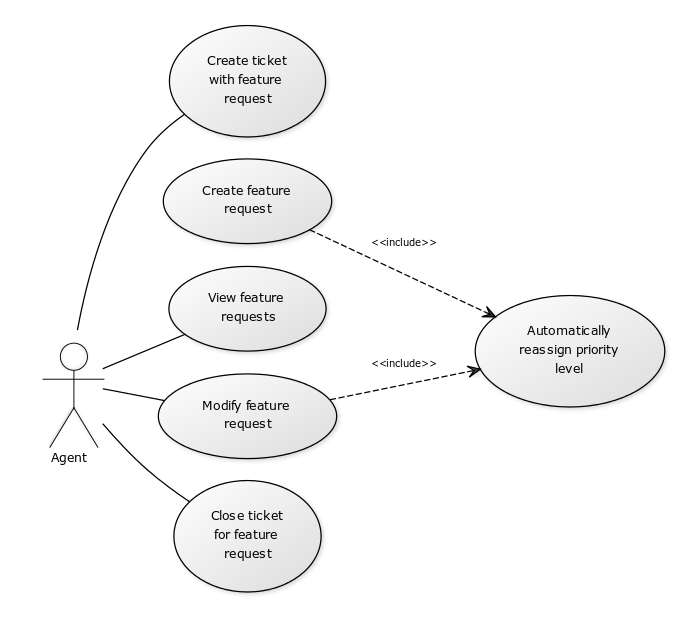 Create ticket
with feature
request
Create feature
request
<<include>>
View feature
requests
Automatically
reassign priority
level
<<include>>
Modify feature
request
Agent
Close ticket
for feature
request